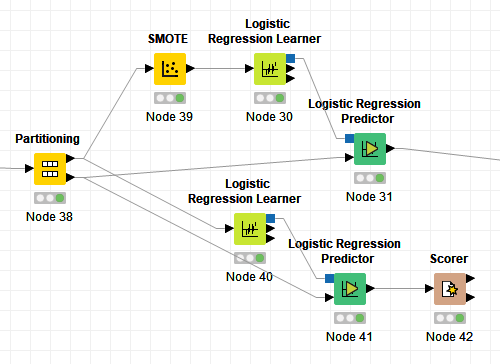 Logistic
SMOTE
Regression Learner
Node 39
Node 30
Logistic Regression
Predictor
Partitioning
Node 31
Node 38
Logistic
Regression Learner
Node 40
Logistic Regression
Predictor
Scorer
Node 41
Node 42